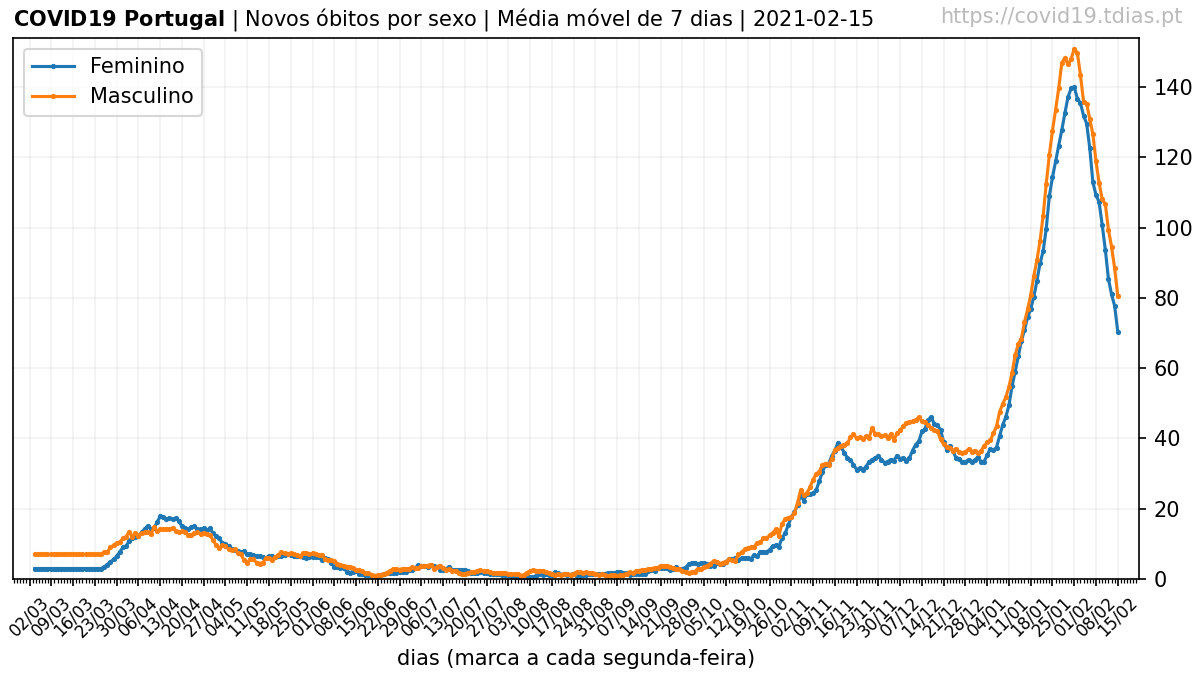 COVID19 Portugal | Novos óbitos por sexo | Média móvel de 7 dias | 2021-02-15
https://covid19.tdias.pt
Feminino
Masculino
140
120
100
80
60
40
20
0
02/03 09/03 16/03 23/03 30/03 06/04 13/04 20/04 27/04 04/05 11/05 18/05 25/05 01/06 08/06 15/06 22/06 29/06 06/07 13/07 20/07 27/07 03/08 10/08 17/08 24/08 31/08 07/09 14/09 21/09 28/09 05/10 12/10 19/10 26/10 02/11 09/11 16/11 23/11 30/11 07/12 14/12 21/12 28/12 04/01 11/01 18/01 25/01 01/02 08/02 15/02
dias (marca a cada segunda-feira)